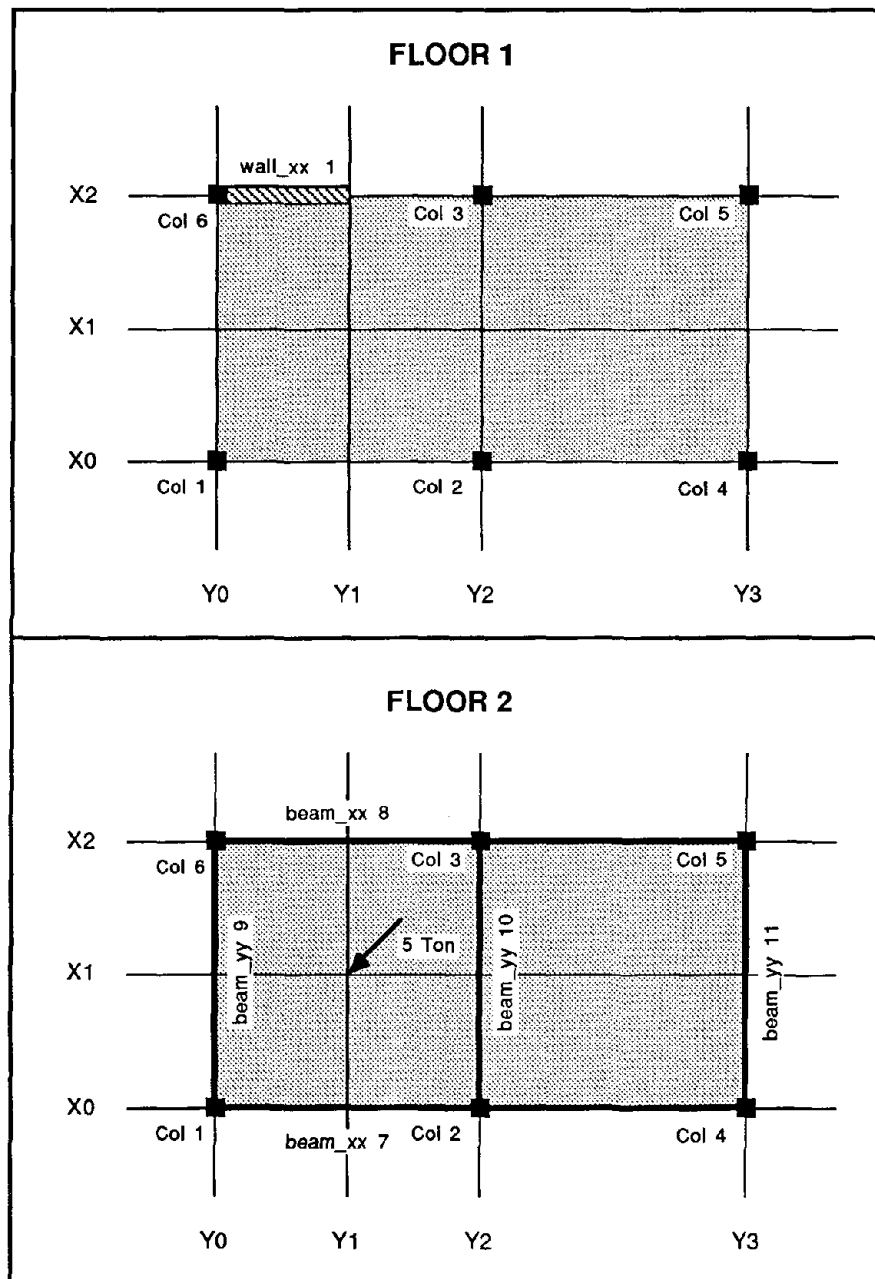 FLOOR 1
wall_xx 1
X2
Col 6
Col 3
Col 5
X1
X0
Col 1
Col 2
Col 4
Y0
Y1
Y2
Y3
FLOOR 2
beam_xx 8
X2
Col 6
Col 3
Col 5
beam_yy 9
5 Ton
beam_yy 10
beam_yy 11
X1
X0
Col 1
beam_xx 7
Col 2
Col 4
Y0
Y1
Y2
Y3